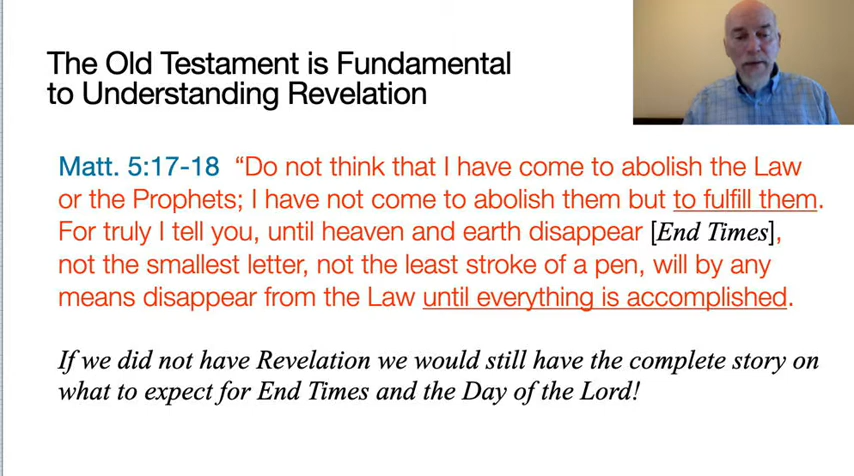 The Old Testament is Fundamental
to Understanding Revelation
Matt. 5:17-18 “Do not think that I have come to abolish the Law
or the Prophets; I have not come to abolish them but to fulfill them.
For truly I tell you, until heaven and earth disappear [End Times],
not the smallest letter, not the least stroke of a pen, will by any
means disappear from the Law until everything is accomplished.
If we did not have Revelation we would still have the complete story on
what to expect for End Times and the Day of the Lord!